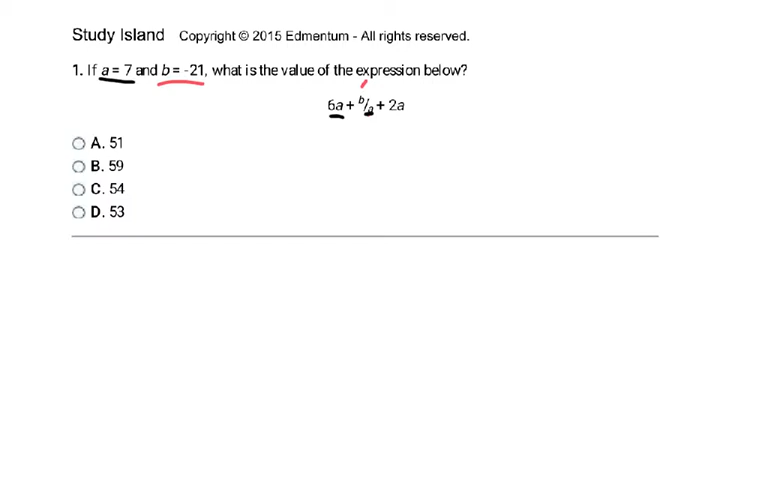 Study Island Copyright © 2015 Edmentum - All rights reserved.
1. If a = 7 and b = -21, what is the value of the expression below?
6a + b/a + 2a
A. 51
B. 59
C. 54
D. 53